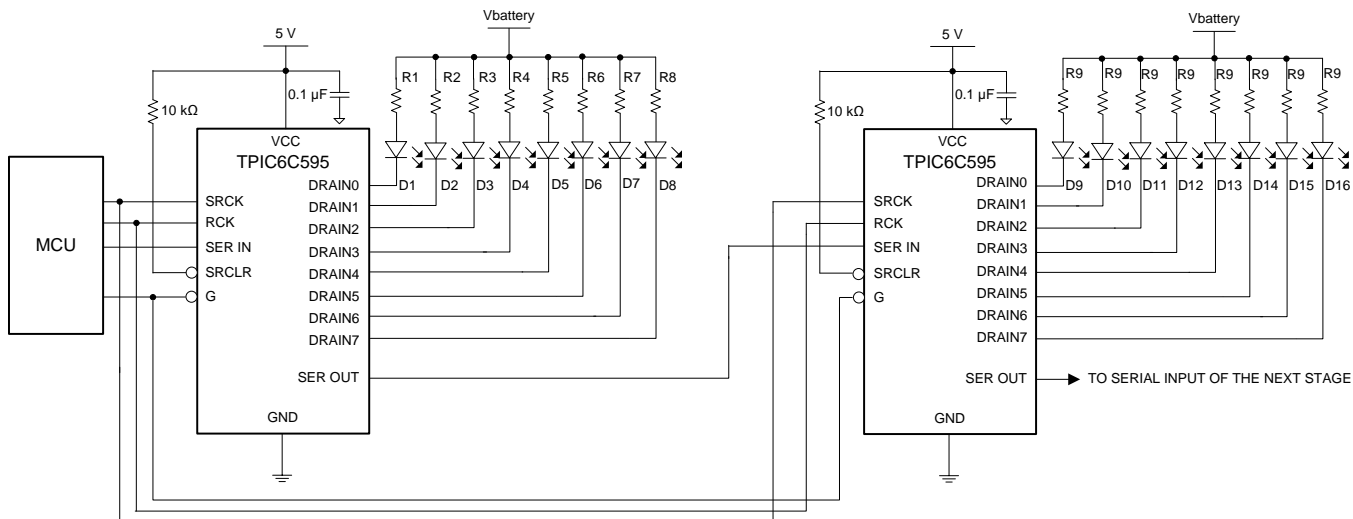 Vbattery
5 V
R1 R2 R3 R4 R5 R6 R7 R8
10 kΩ
0.1 µF
VCC
TPIC6C595
MCU
SRCK
RCK
SER IN
SRCLR
G
DRAIN0
DRAIN1
DRAIN2
DRAIN3
DRAIN4
DRAIN5
DRAIN6
DRAIN7
SER OUT
GND
D1 D2 D3 D4 D5 D6 D7 D8
Vbattery
5 V
R9 R9 R9 R9 R9 R9 R9 R9
10 kΩ
0.1 µF
VCC
TPIC6C595
SRCK
RCK
SER IN
SRCLR
G
DRAIN0
DRAIN1
DRAIN2
DRAIN3
DRAIN4
DRAIN5
DRAIN6
DRAIN7
SER OUT
GND
D9 D10 D11 D12 D13 D14 D15 D16
TO SERIAL INPUT OF THE NEXT STAGE